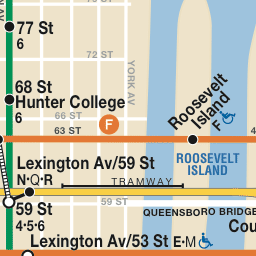 77 St
6
72 ST
YORK AV
68 St
Hunter College
6
66 ST
63 ST
F
Roosevelt
Island
F
ROOSEVELT
ISLAND
Lexington Av/59 St
N•Q•R
TRAMWAY
59 St
4•5•6
59 ST
QUEENSBORO BRIDGE
Lexington Av/53 St E•M